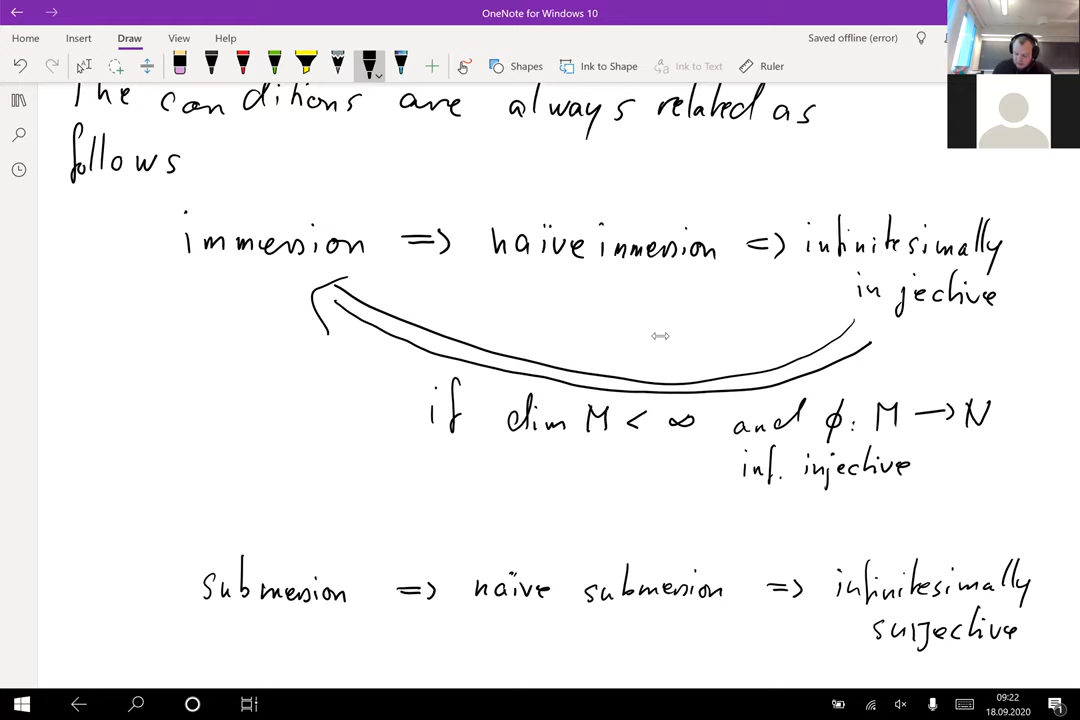 OneNote for Windows 10
Home Insert Draw View Help Saved offline (error)
Shapes Ink to Shape Ink to Text Ruler
The conditions are always related as
follows
immersion => naïve immersion <=> infinitesimally
injective
if dim M < ∞ and φ: M → N
inf. injective
submersion => naïve submersion => infinitesimally
surjective
09:22
18.09.2020